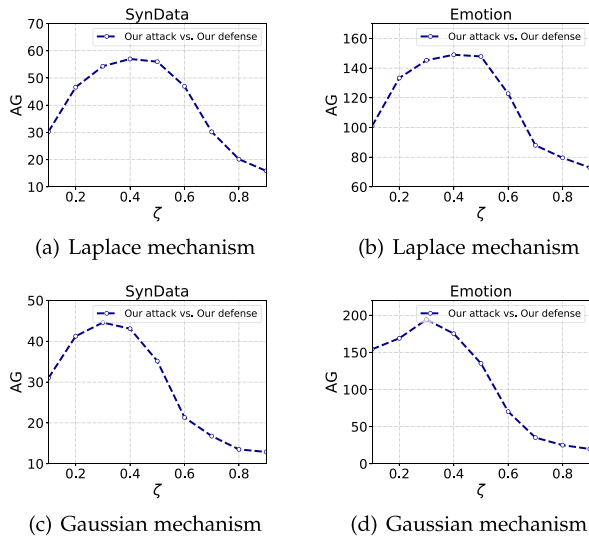 SynData
Our attack vs. Our defense
AG
70
60
50
40
30
20
10
0.2 0.4 0.6 0.8
ζ
(a) Laplace mechanism
Emotion
Our attack vs. Our defense
AG
160
140
120
100
80
60
0.2 0.4 0.6 0.8
ζ
(b) Laplace mechanism
SynData
Our attack vs. Our defense
AG
50
40
30
20
10
0.2 0.4 0.6 0.8
ζ
(c) Gaussian mechanism
Emotion
Our attack vs. Our defense
AG
200
150
100
50
0
0.2 0.4 0.6 0.8
ζ
(d) Gaussian mechanism